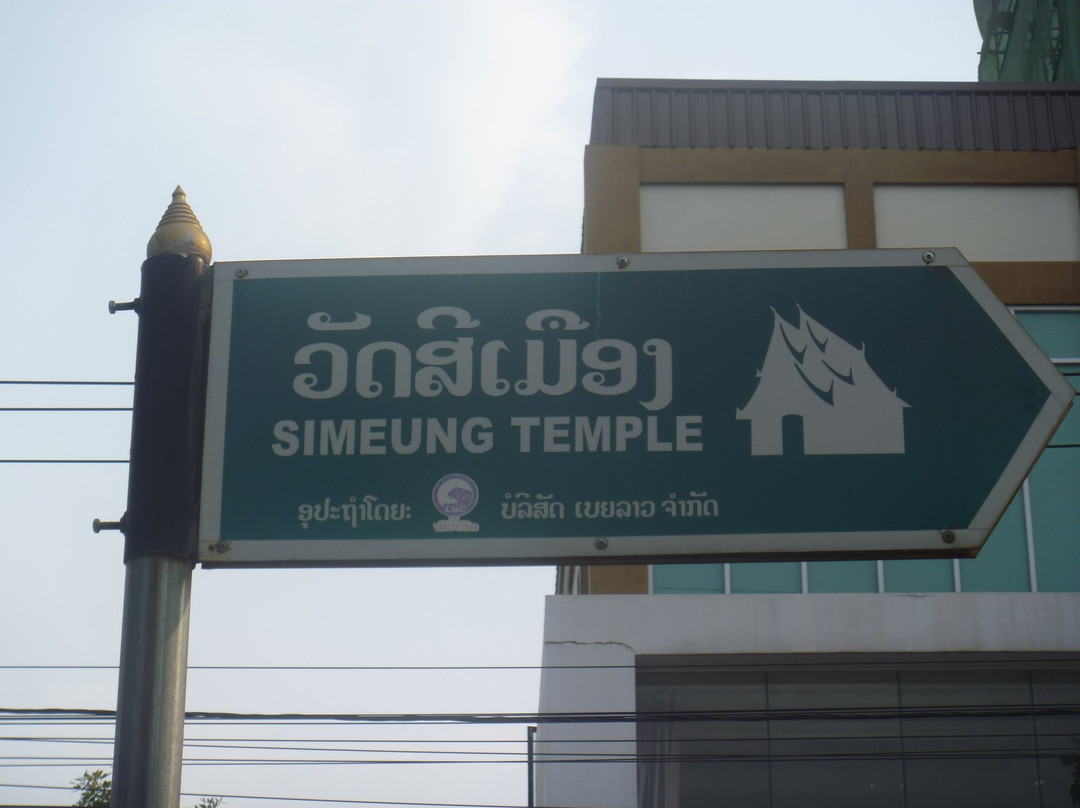 ວັດສີເມືອງ
SIMEUNG TEMPLE
ອຸປະຖຳໂດຍ: ບໍລິສັດ ເບຍລາວ ຈຳກັດ